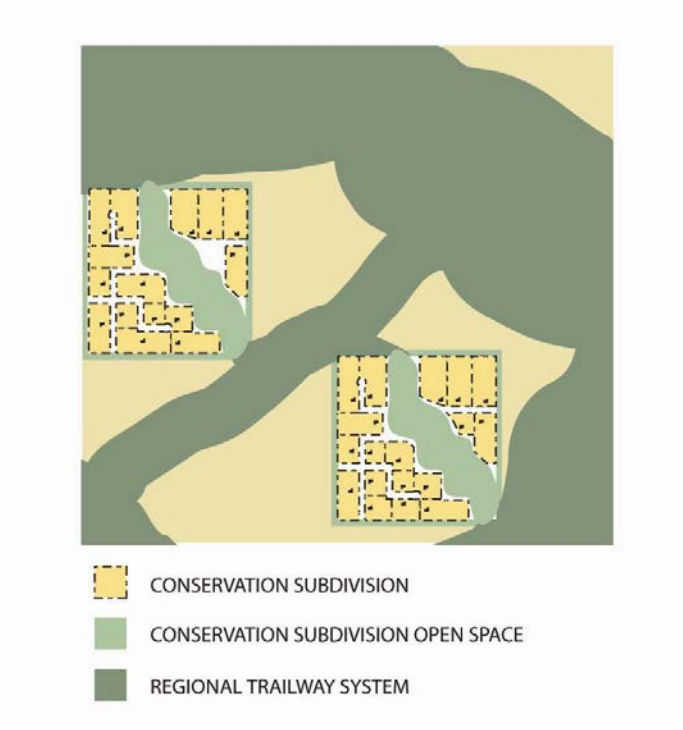 CONSERVATION SUBDIVISION
CONSERVATION SUBDIVISION OPEN SPACE
REGIONAL TRAILWAY SYSTEM